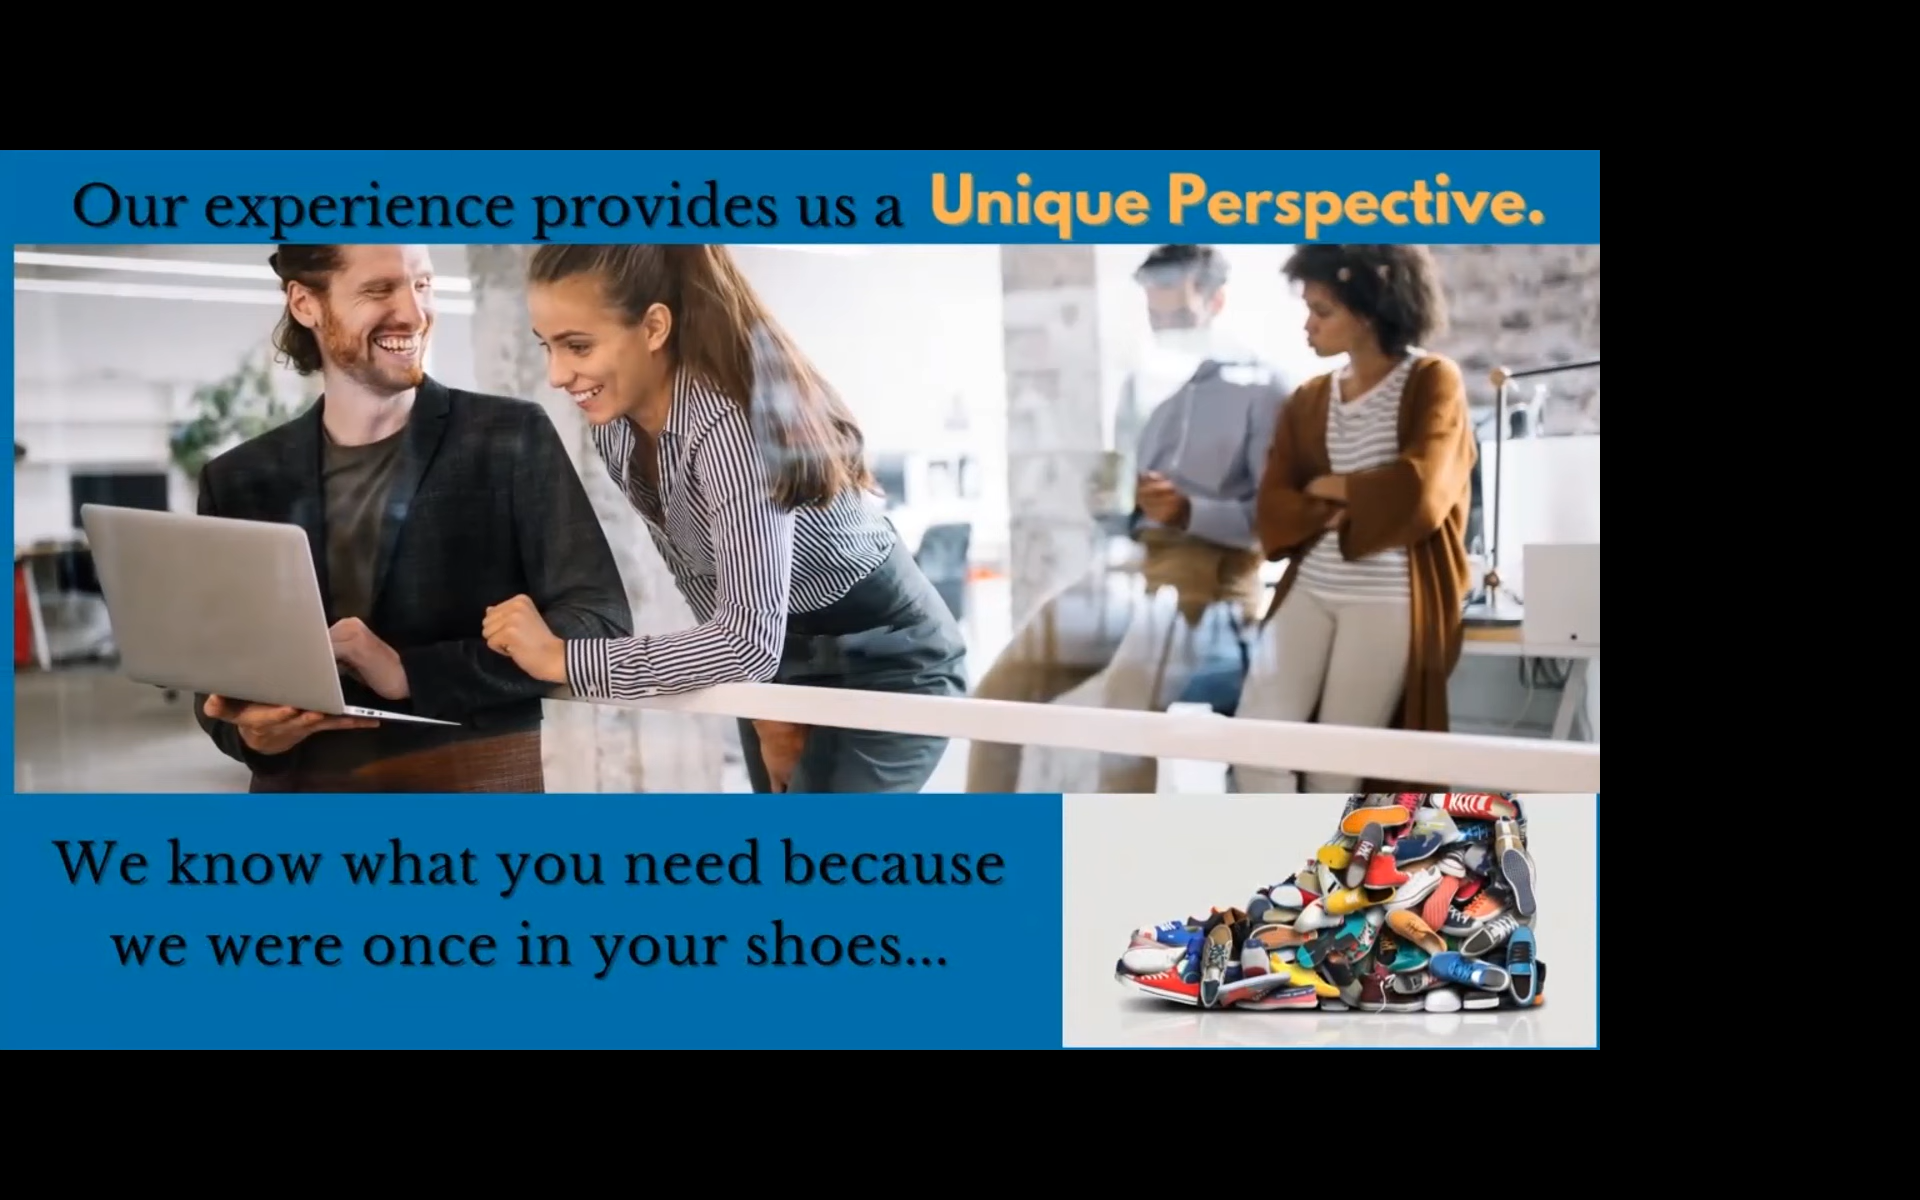 Our experience provides us a Unique Perspective.
We know what you need because
we were once in your shoes...